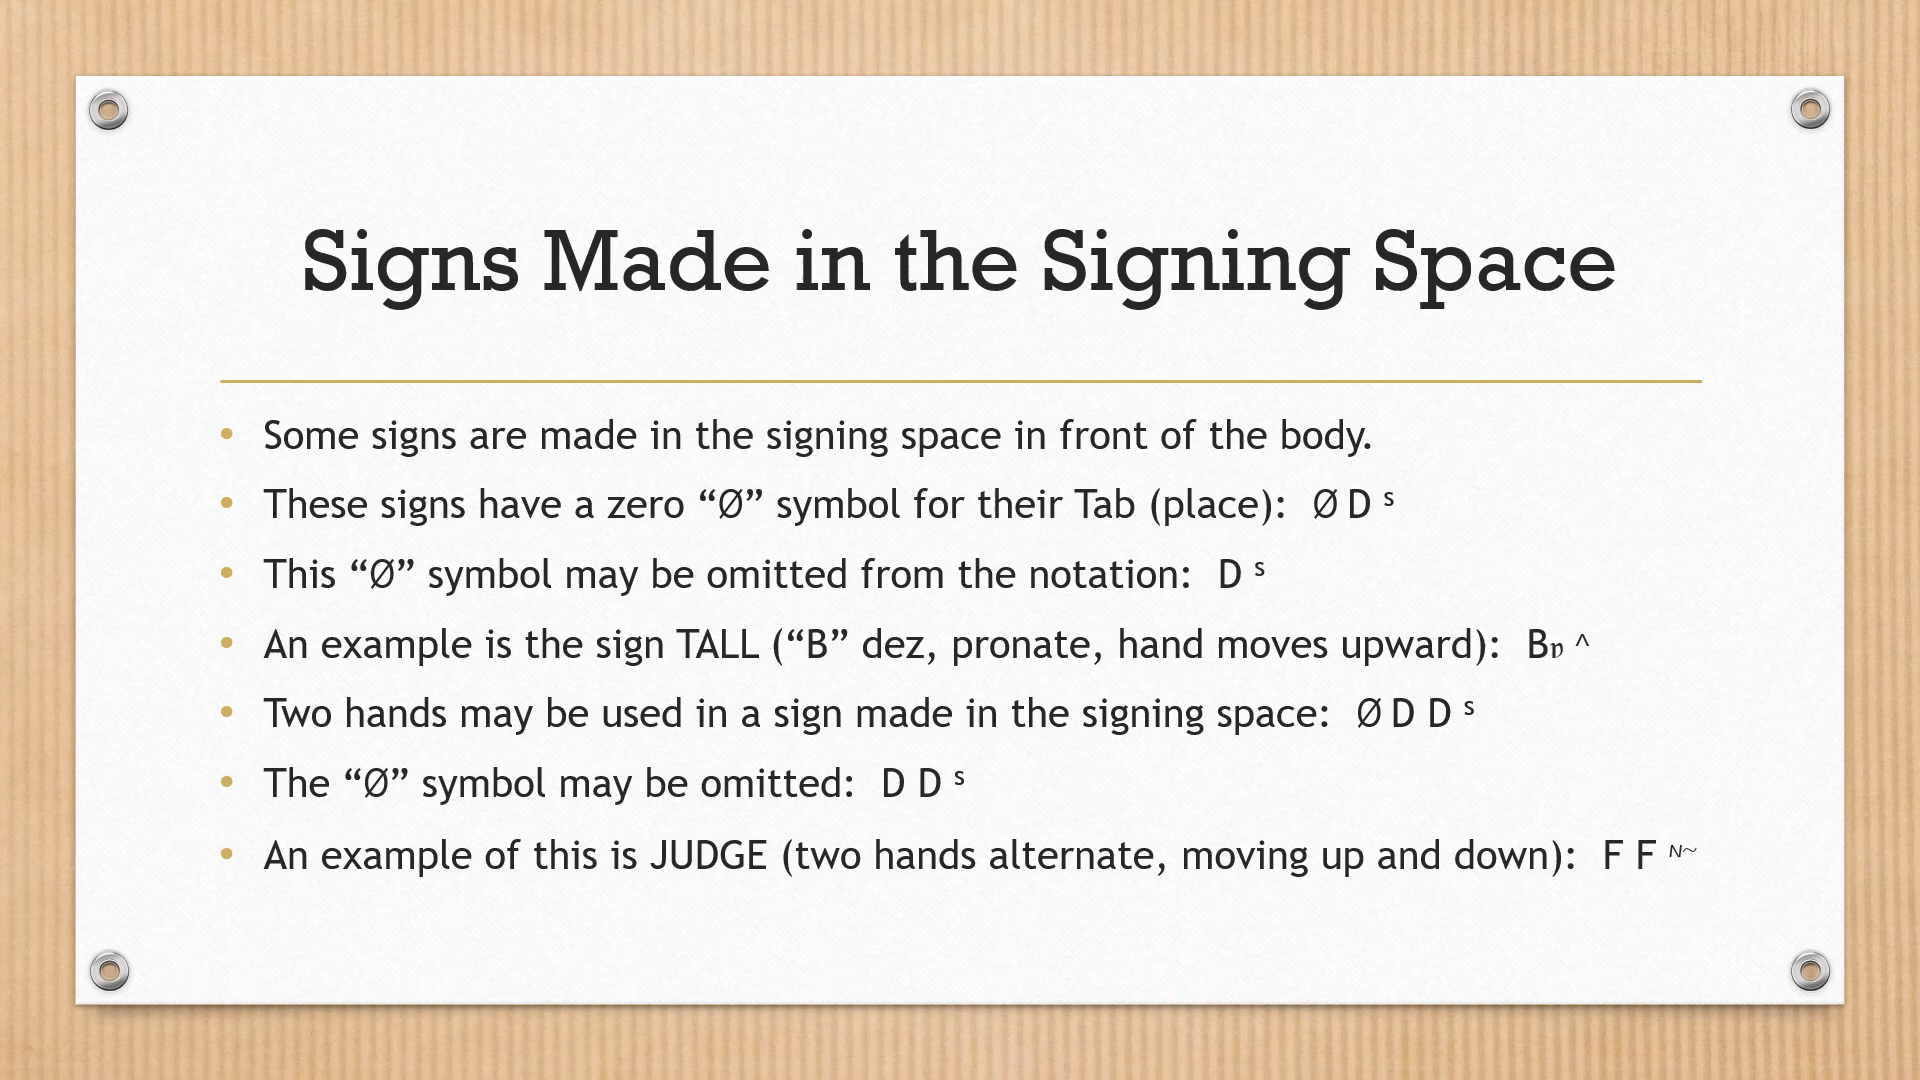 Signs Made in the Signing Space
• Some signs are made in the signing space in front of the body.
• These signs have a zero “Ø” symbol for their Tab (place):  Ø D ˢ
• This “Ø” symbol may be omitted from the notation:  D ˢ
• An example is the sign TALL (“B” dez, pronate, hand moves upward):  B𝔭 ^
• Two hands may be used in a sign made in the signing space:  Ø D D ˢ
• The “Ø” symbol may be omitted:  D D ˢ
• An example of this is JUDGE (two hands alternate, moving up and down):  F F ᴺ~